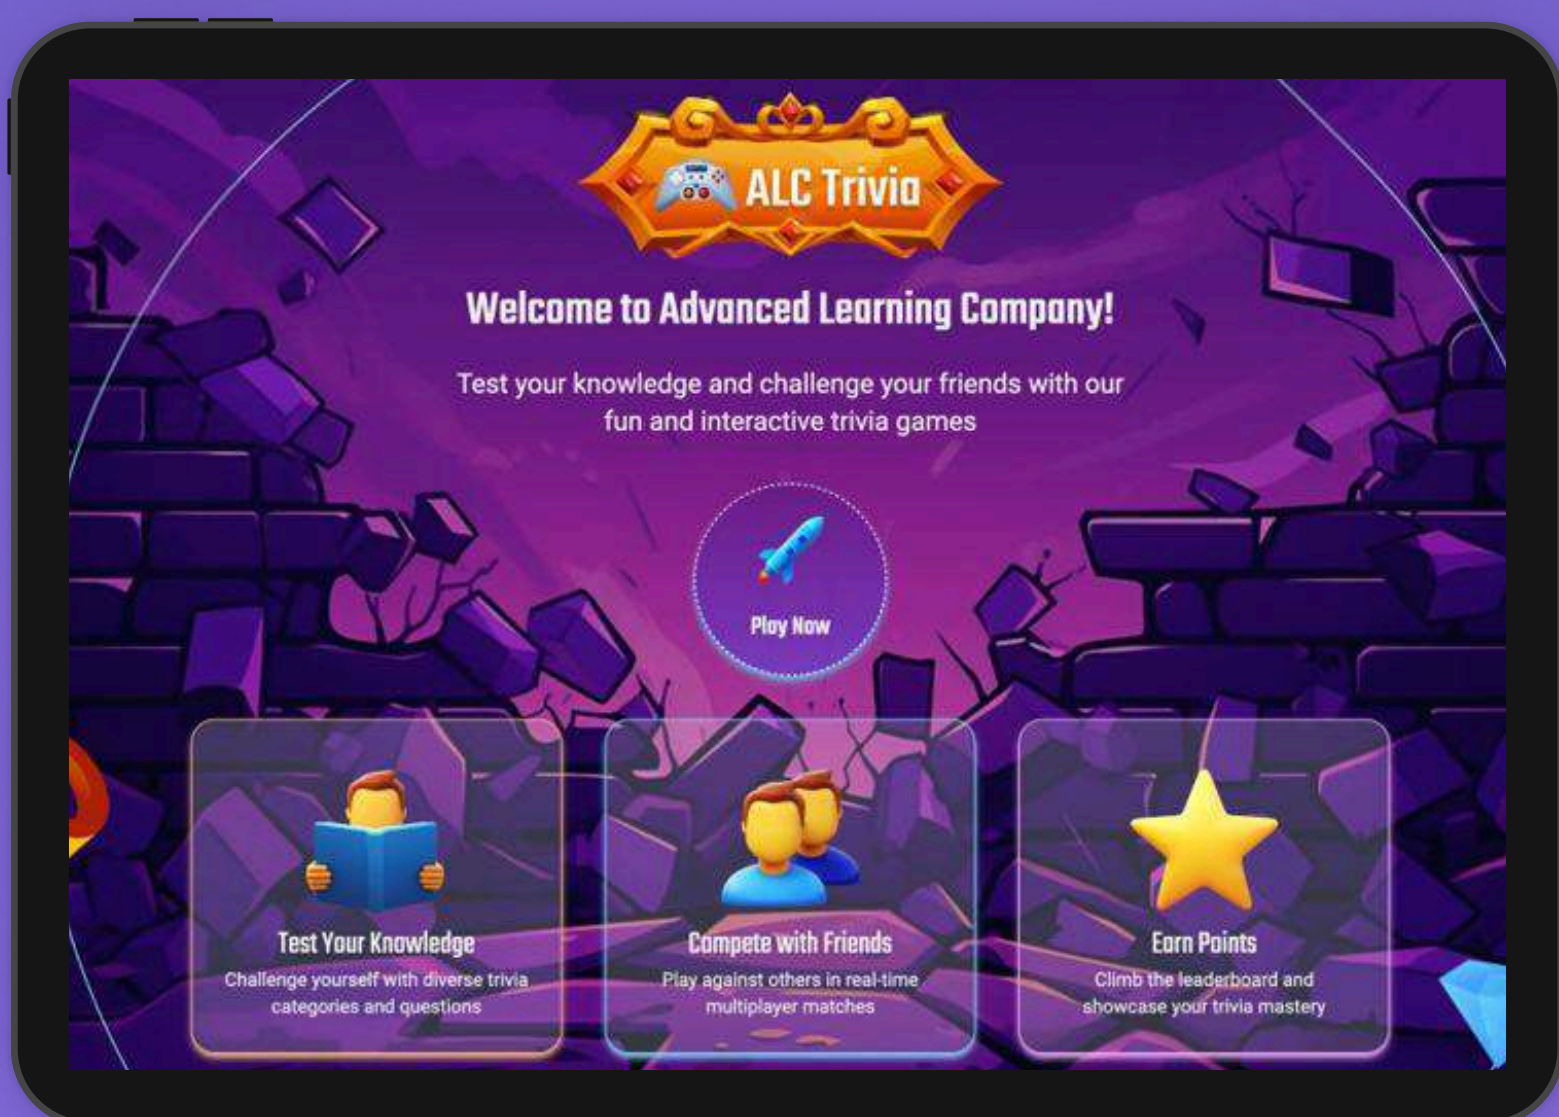 ALC Trivia
Welcome to Advanced Learning Company!
Test your knowledge and challenge your friends with our
fun and interactive trivia games
Play Now
Test Your Knowledge
Challenge yourself with diverse trivia
categories and questions
Compete with Friends
Play against others in real-time
multiplayer matches
Earn Points
Climb the leaderboard and
showcase your trivia mastery